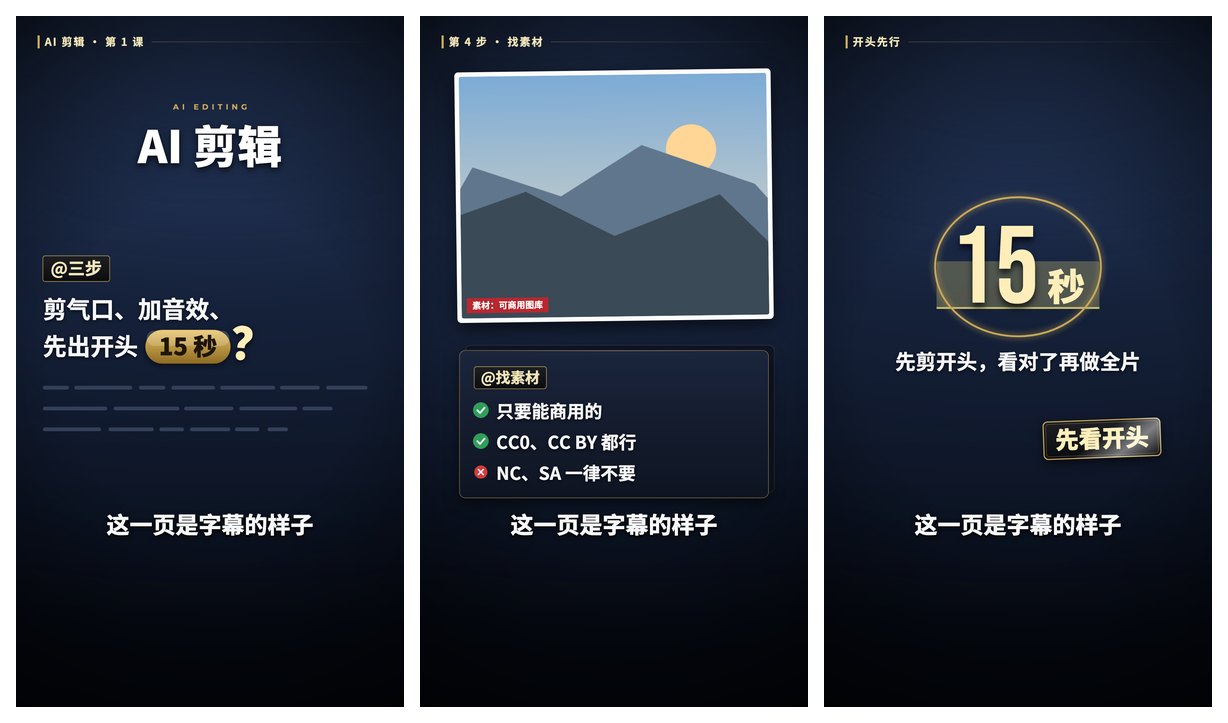 AI 剪辑 · 第 1 课
AI EDITING
AI 剪辑
@三步
剪气口、加音效、
先出开头 15 秒?
这一页是字幕的样子
第 4 步 · 找素材
素材：可商用图库
@找素材
只要能商用的
CC0、CC BY 都行
NC、SA 一律不要
这一页是字幕的样子
开头先行
15 秒
先剪开头，看对了再做全片
先看开头
这一页是字幕的样子